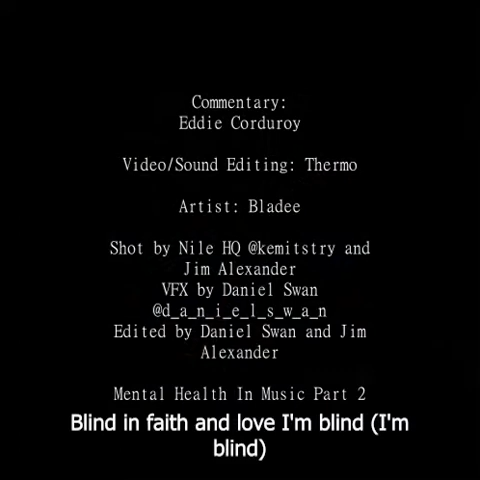 Commentary:
Eddie Corduroy
Video/Sound Editing: Thermo
Artist: Bladee
Shot by Nile HQ @kemitstry and
Jim Alexander
VFX by Daniel Swan
@d_a_n_i_e_l_s_w_a_n
Edited by Daniel Swan and Jim
Alexander
Mental Health In Music Part 2
Blind in faith and love I'm blind (I'm
blind)